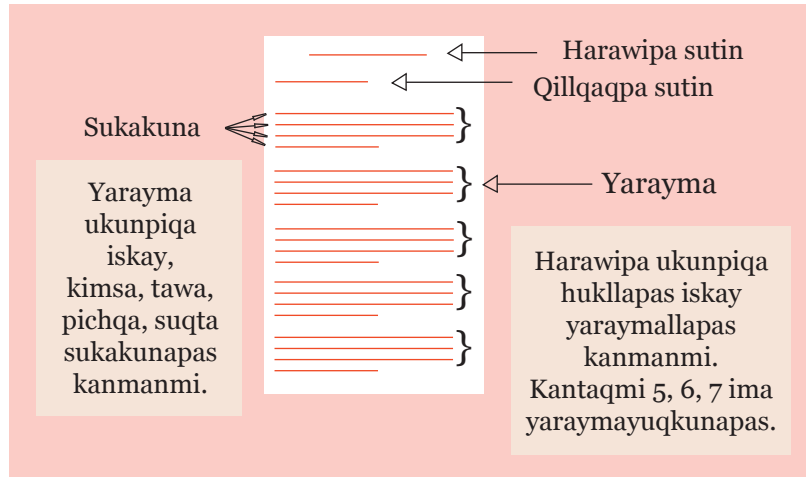 Harawipa sutin
Qillqaqpa sutin
Sukakuna
Yarayma
Yarayma
ukunpiqa
iskay,
kimsa, tawa,
pichqa, suqta
sukakunapas
kanmanmi.
Harawipa ukunpiqa
hukllapas iskay
yaraymallapas
kanmanmi.
Kantaqmi 5, 6, 7 ima
yaraymayuqkunapas.